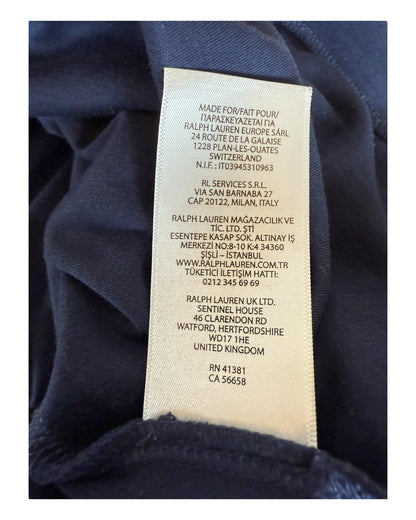 MADE FOR/FAIT POUR/
ΠΑΡΑΣΚΕΥΑΖΕΤΑΙ ΓΙΑ
RALPH LAUREN EUROPE SÀRL
24 ROUTE DE LA GALAISE
1228 PLAN-LES-OUATES
SWITZERLAND
N.I.F. : IT03945310963
RL SERVICES S.R.L.
VIA SAN BARNABA 27
CAP 20122, MILAN, ITALY
RALPH LAUREN MAĞAZACILIK VE
TİC. LTD. ŞTİ
ESENTEPE KASAP SOK. ALTINAY İŞ
MERKEZİ NO:8-10 K:4 34360
ŞİŞLİ – İSTANBUL
WWW.RALPHLAUREN.COM.TR
TÜKETİCİ İLETİŞİM HATTI:
0212 345 69 69
RALPH LAUREN UK LTD.
SENTINEL HOUSE
46 CLARENDON RD
WATFORD, HERTFORDSHIRE
WD17 1HE
UNITED KINGDOM
RN 41381
CA 56658